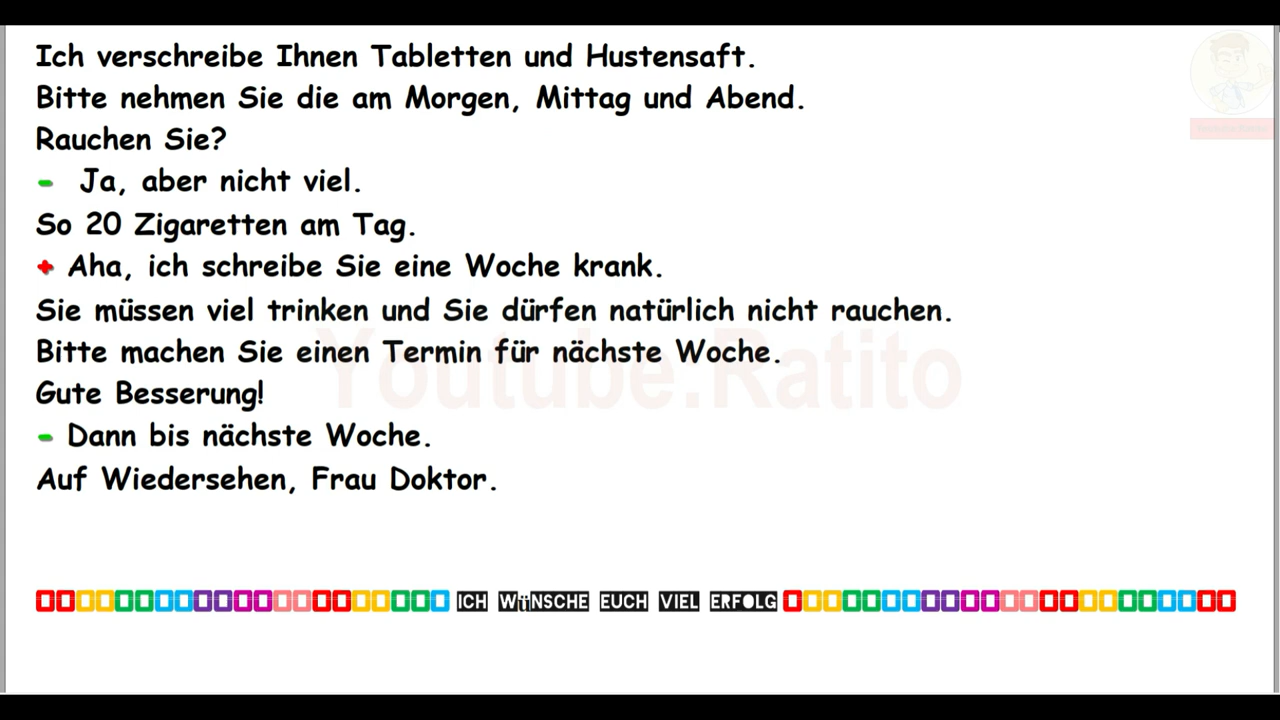 Ich verschreibe Ihnen Tabletten und Hustensaft.
Bitte nehmen Sie die am Morgen, Mittag und Abend.
Rauchen Sie?
- Ja, aber nicht viel.
So 20 Zigaretten am Tag.
+ Aha, ich schreibe Sie eine Woche krank.
Sie müssen viel trinken und Sie dürfen natürlich nicht rauchen.
Bitte machen Sie einen Termin für nächste Woche.
Youtube.Ratito
Gute Besserung!
- Dann bis nächste Woche.
Auf Wiedersehen, Frau Doktor.
ICH WüNSCHE EUCH VIEL ERFOLG